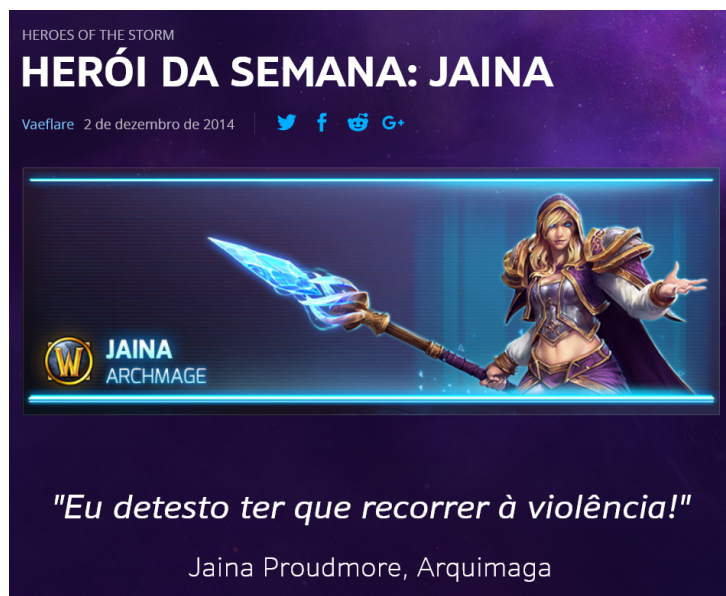 HEROES OF THE STORM
HERÓI DA SEMANA: JAINA
Vaeflare 2 de dezembro de 2014
G+
W
JAINA
ARCHMAGE
"Eu detesto ter que recorrer à violência!"
Jaina Proudmore, Arquimaga